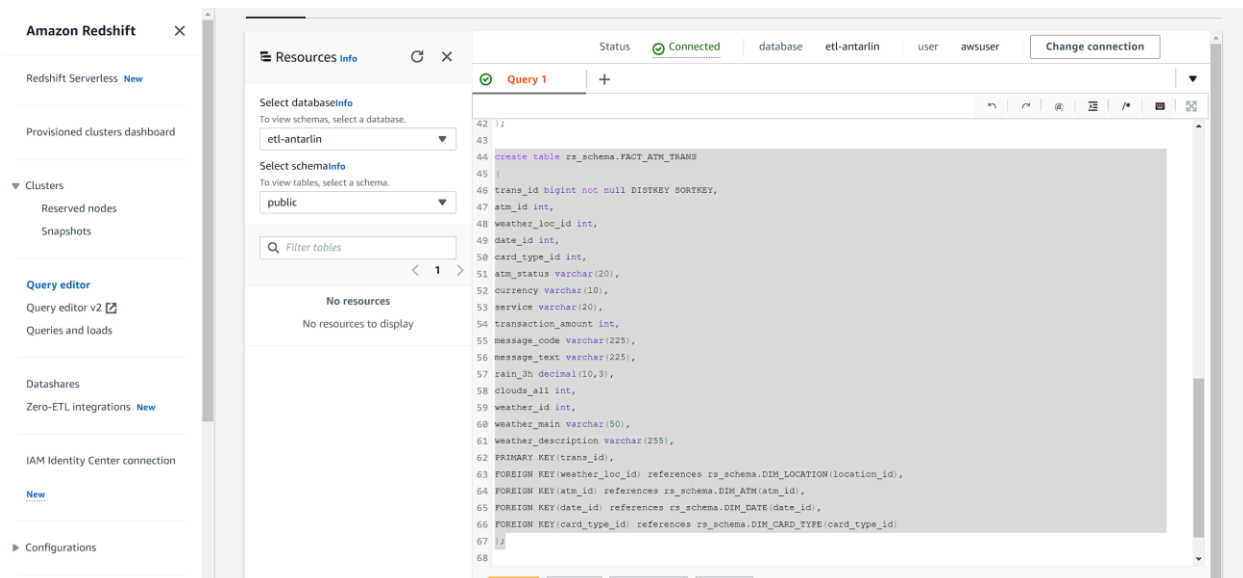 Amazon Redshift
Redshift Serverless New
Provisioned clusters dashboard
Clusters
Reserved nodes
Snapshots
Query editor
Query editor v2
Queries and loads
Datashares
Zero-ETL integrations New
IAM Identity Center connection
New
Configurations
Resources Info
Select databaseInfo
To view schemas, select a database.
etl-antarlin
Select schemaInfo
To view tables, select a schema.
public
Filter tables
1
No resources
No resources to display
Status Connected database etl-antarlin user awsuser Change connection
Query 1 +
@ /*
42 );
43
44 create table rs_schema.FACT_ATM_TRANS
45 (
46 trans_id bigint not null DISTKEY SORTKEY,
47 atm_id int,
48 weather_loc_id int,
49 date_id int,
50 card_type_id int,
51 atm_status varchar(20),
52 currency varchar(10),
53 service varchar(20),
54 transaction_amount int,
55 message_code varchar(225),
56 message_text varchar(225),
57 rain_3h decimal(10,3),
58 clouds_all int,
59 weather_id int,
60 weather_main varchar(50),
61 weather_description varchar(255),
62 PRIMARY KEY(trans_id),
63 FOREIGN KEY(weather_loc_id) references rs_schema.DIM_LOCATION(location_id),
64 FOREIGN KEY(atm_id) references rs_schema.DIM_ATM(atm_id),
65 FOREIGN KEY(date_id) references rs_schema.DIM_DATE(date_id),
66 FOREIGN KEY(card_type_id) references rs_schema.DIM_CARD_TYPE(card_type_id)
67 );
68